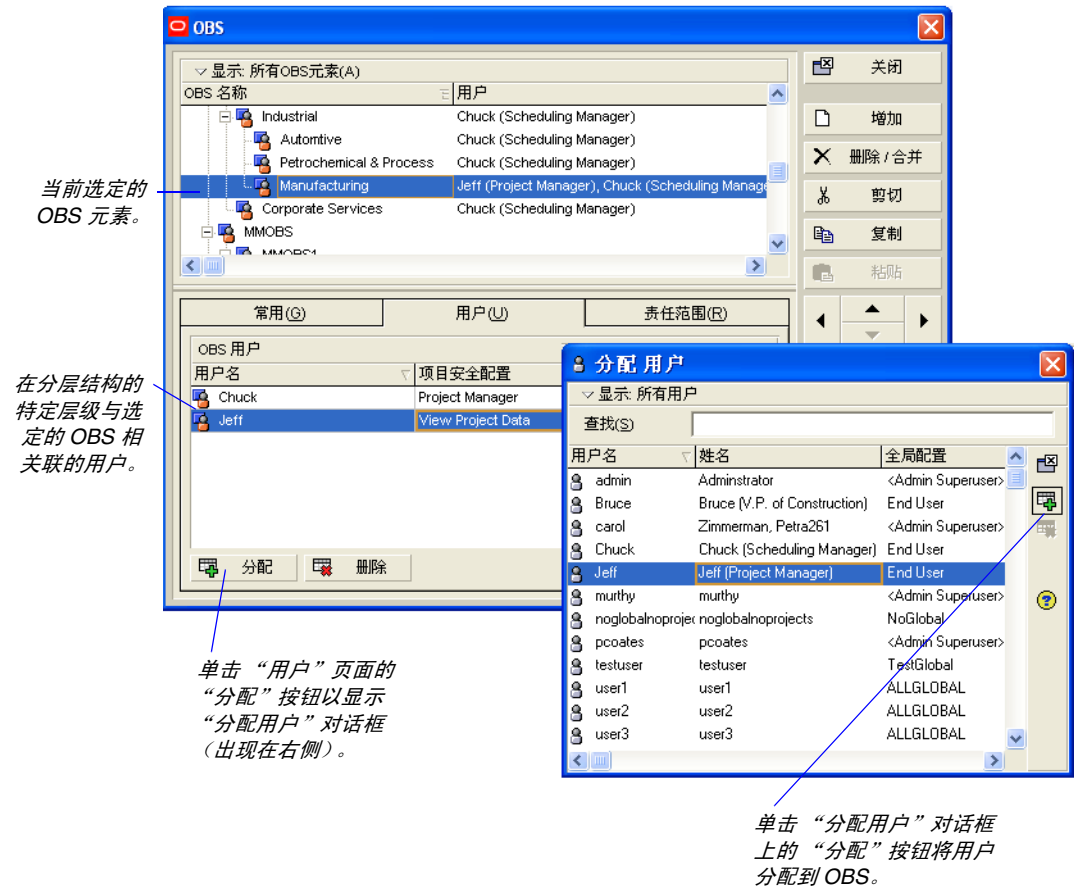 OBS
显示: 所有OBS元素(A)
OBS 名称 用户
Industrial Chuck (Scheduling Manager)
Automtive Chuck (Scheduling Manager)
Petrochemical & Process Chuck (Scheduling Manager)
Manufacturing Jeff (Project Manager), Chuck (Scheduling Manage
Corporate Services Chuck (Scheduling Manager)
MMOBS
MMOBS1
关闭
增加
删除 / 合并
剪切
复制
粘贴
当前选定的
OBS 元素。
常用(G) 用户(U) 责任范围(R)
OBS 用户
用户名 项目安全配置
Chuck Project Manager
Jeff View Project Data
分配 删除
在分层结构的
特定层级与选
定的 OBS 相
关联的用户。
分配 用户
显示: 所有用户
查找(S)
用户名 姓名 全局配置
admin Adminstrator <Admin Superuser>
Bruce Bruce (V.P. of Construction) End User
carol Zimmerman, Petra261 <Admin Superuser>
Chuck Chuck (Scheduling Manager) End User
Jeff Jeff (Project Manager) End User
murthy murthy <Admin Superuser>
noglobalnoprojec noglobalnoprojects NoGlobal
pcoates pcoates <Admin Superuser>
testuser testuser TestGlobal
user1 user1 ALLGLOBAL
user2 user2 ALLGLOBAL
user3 user3 ALLGLOBAL
单击 “用户”页面的
“分配”按钮以显示
“分配用户”对话框
（出现在右侧）。
单击 “分配用户”对话框
上的 “分配”按钮将用户
分配到 OBS。